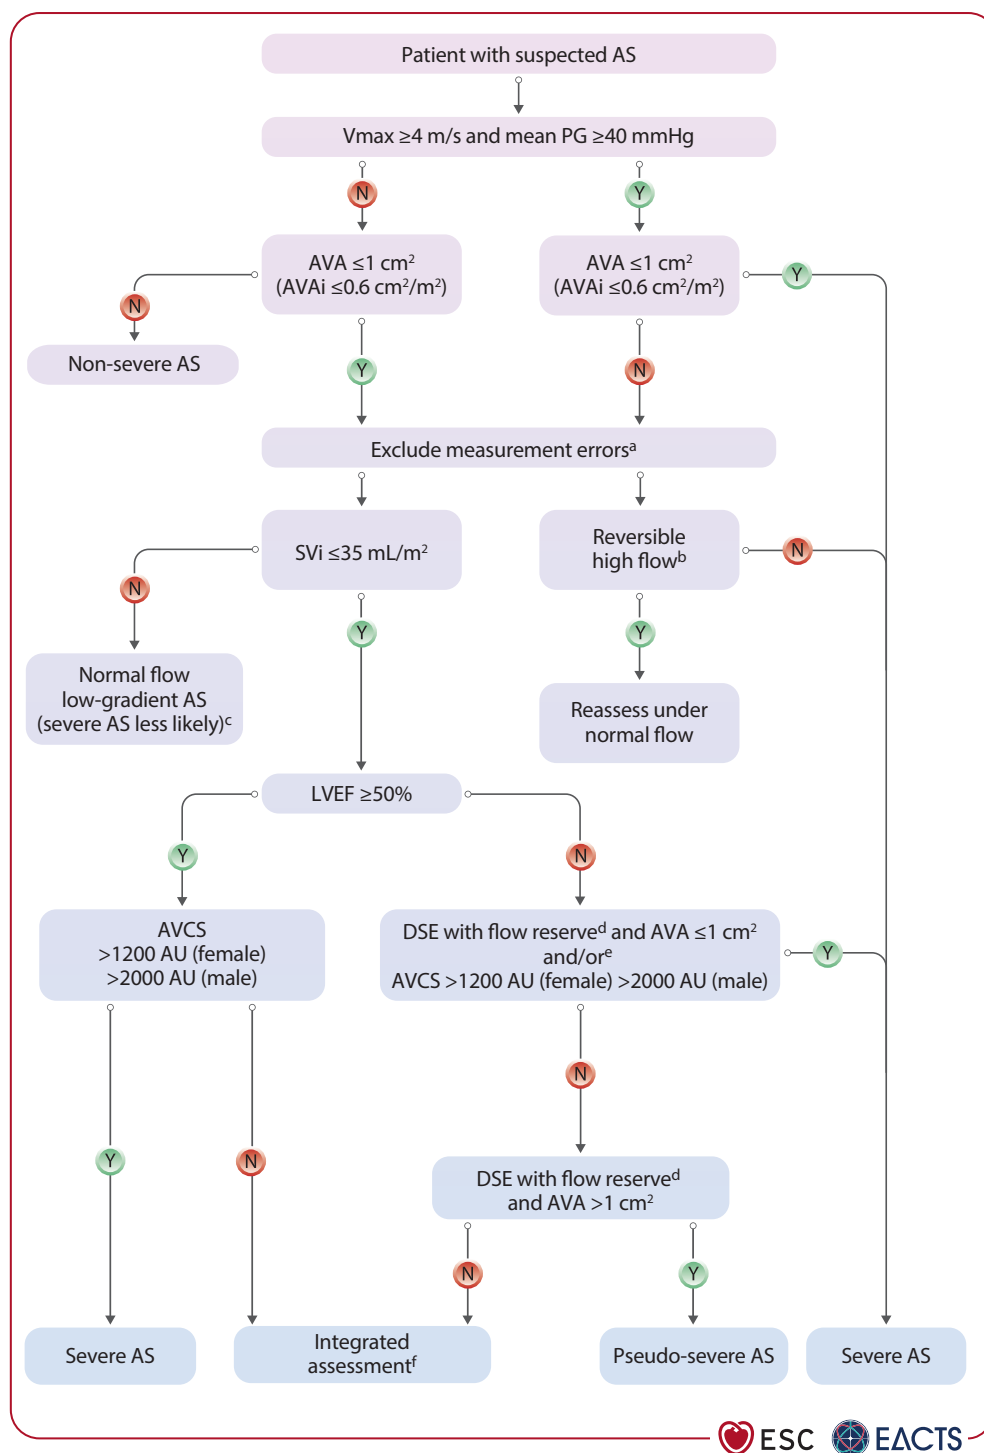 Patient with suspected AS
Vmax ≥4 m/s and mean PG ≥40 mmHg
N
Y
AVA ≤1 cm²
(AVAi ≤0.6 cm²/m²)
AVA ≤1 cm²
(AVAi ≤0.6 cm²/m²)
Y
N
Non-severe AS
Y
N
Exclude measurement errorsᵃ
SVi ≤35 mL/m²
Reversible
high flowᵇ
N
N
Y
Y
Normal flow
low-gradient AS
(severe AS less likely)ᶜ
Reassess under
normal flow
LVEF ≥50%
Y
N
AVCS
>1200 AU (female)
>2000 AU (male)
DSE with flow reserveᵈ and AVA ≤1 cm²
and/orᵉ
AVCS >1200 AU (female) >2000 AU (male)
Y
N
Y
N
DSE with flow reserveᵈ
and AVA >1 cm²
N
Y
Severe AS
Integrated
assessmentᶠ
Pseudo-severe AS
Severe AS
ESC
EACTS